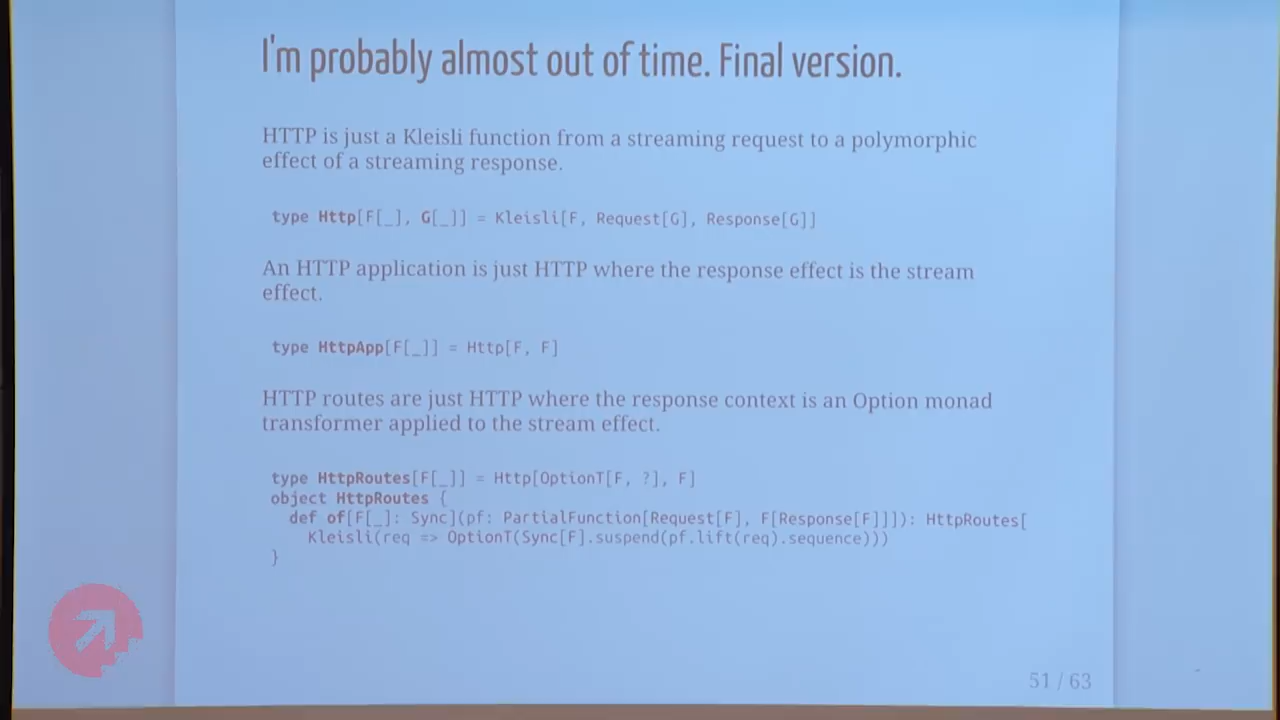 I'm probably almost out of time. Final version.
HTTP is just a Kleisli function from a streaming request to a polymorphic
effect of a streaming response.
type Http[F[_], G[_]] = Kleisli[F, Request[G], Response[G]]
An HTTP application is just HTTP where the response effect is the stream
effect.
type HttpApp[F[_]] = Http[F, F]
HTTP routes are just HTTP where the response context is an Option monad
transformer applied to the stream effect.
type HttpRoutes[F[_]] = Http[OptionT[F, ?], F]
object HttpRoutes {
def of[F[_]: Sync](pf: PartialFunction[Request[F], F[Response[F]]]): HttpRoutes[
Kleisli(req => OptionT(Sync[F].suspend(pf.lift(req).sequence)))
}
51 / 63